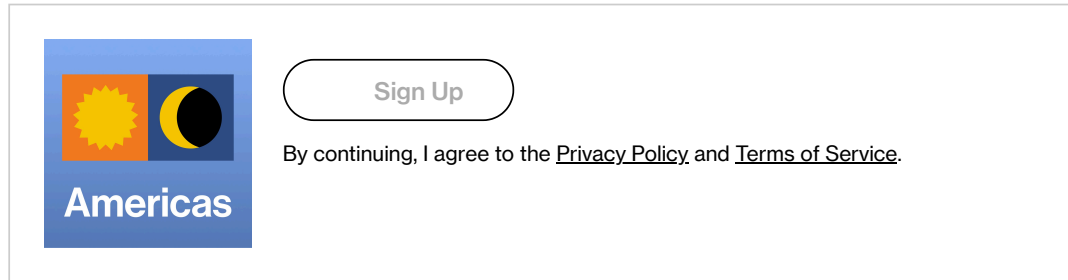 Americas
Sign Up
By continuing, I agree to the Privacy Policy and Terms of Service.